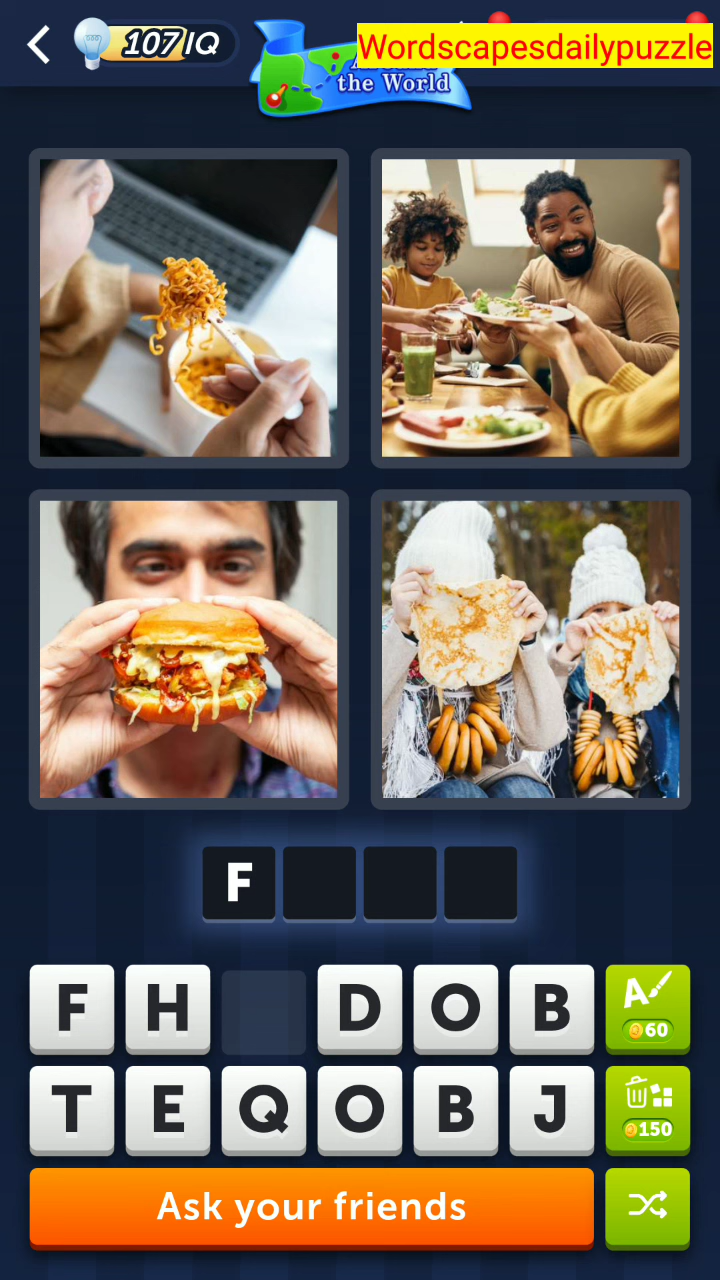 107 IQ
Wordscapesdailypuzzle
the World
F
F H D O B
A
60
T E Q O B J
150
Ask your friends